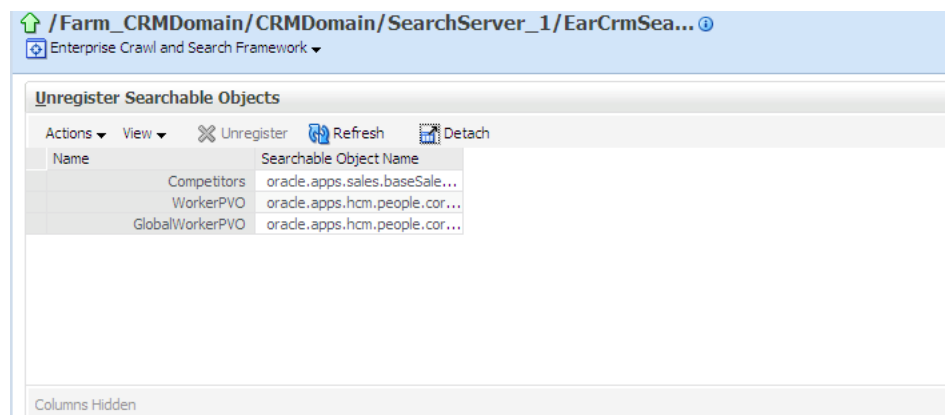 /Farm_CRMDomain/CRMDomain/SearchServer_1/EarCrmSea...
Enterprise Crawl and Search Framework
Unregister Searchable Objects
Actions View Unregister Refresh Detach
Name Searchable Object Name
Competitors oracle.apps.sales.baseSale...
WorkerPVO oracle.apps.hcm.people.cor...
GlobalWorkerPVO oracle.apps.hcm.people.cor...
Columns Hidden